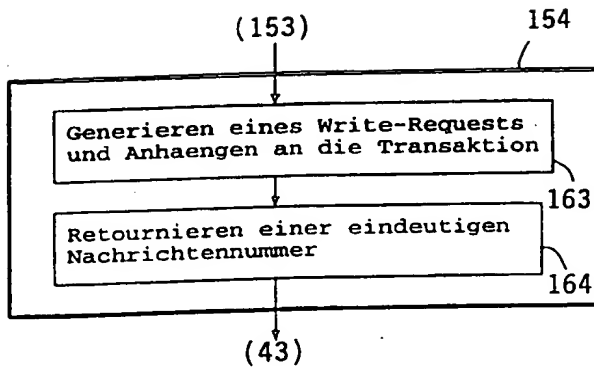 (153)
154
Generieren eines Write-Requests
und Anhaengen an die Transaktion
163
Retournieren einer eindeutigen
Nachrichtennummer
164
(43)